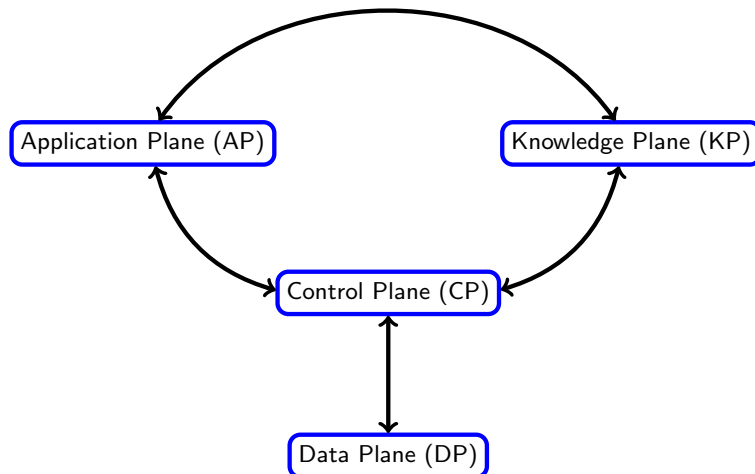 Application Plane (AP)
Knowledge Plane (KP)
Control Plane (CP)
Data Plane (DP)